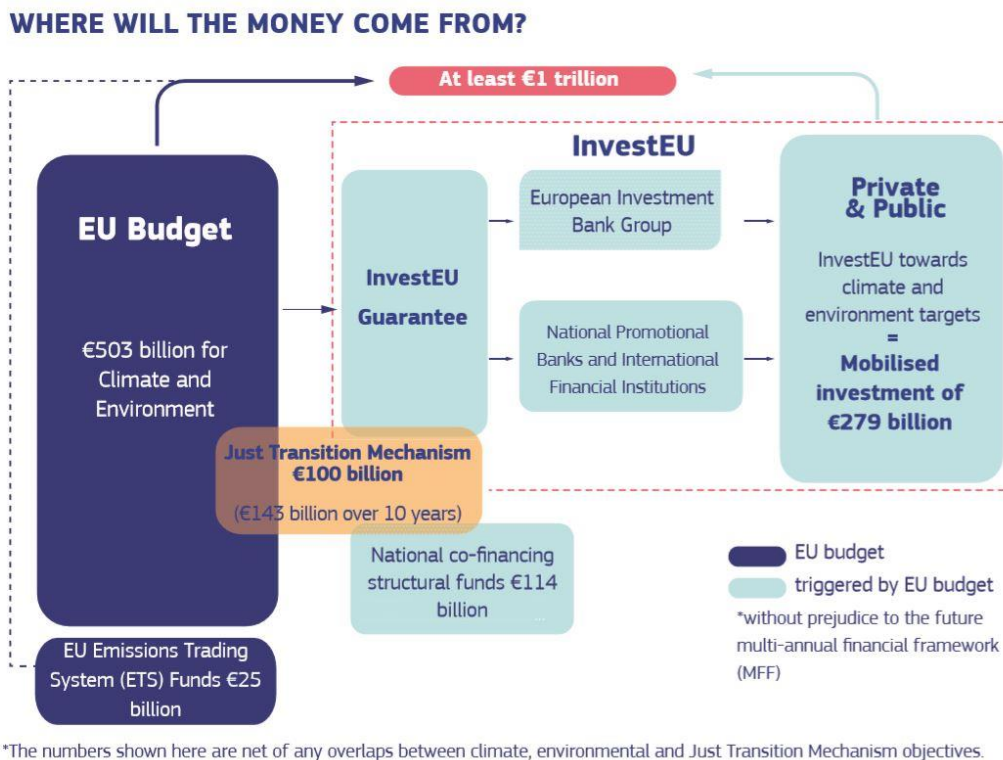 WHERE WILL THE MONEY COME FROM?
At least €1 trillion
InvestEU
EU Budget
€503 billion for
Climate and
Environment
InvestEU
Guarantee
European Investment
Bank Group
National Promotional
Banks and International
Financial Institutions
Private
& Public
InvestEU towards
climate and
environment targets
=
Mobilised
investment of
€279 billion
Just Transition Mechanism
€100 billion
(€143 billion over 10 years)
National co-financing
structural funds €114
billion
EU Emissions Trading
System (ETS) Funds €25
billion
EU budget
triggered by EU budget
*without prejudice to the future
multi-annual financial framework
(MFF)
*The numbers shown here are net of any overlaps between climate, environmental and Just Transition Mechanism objectives.